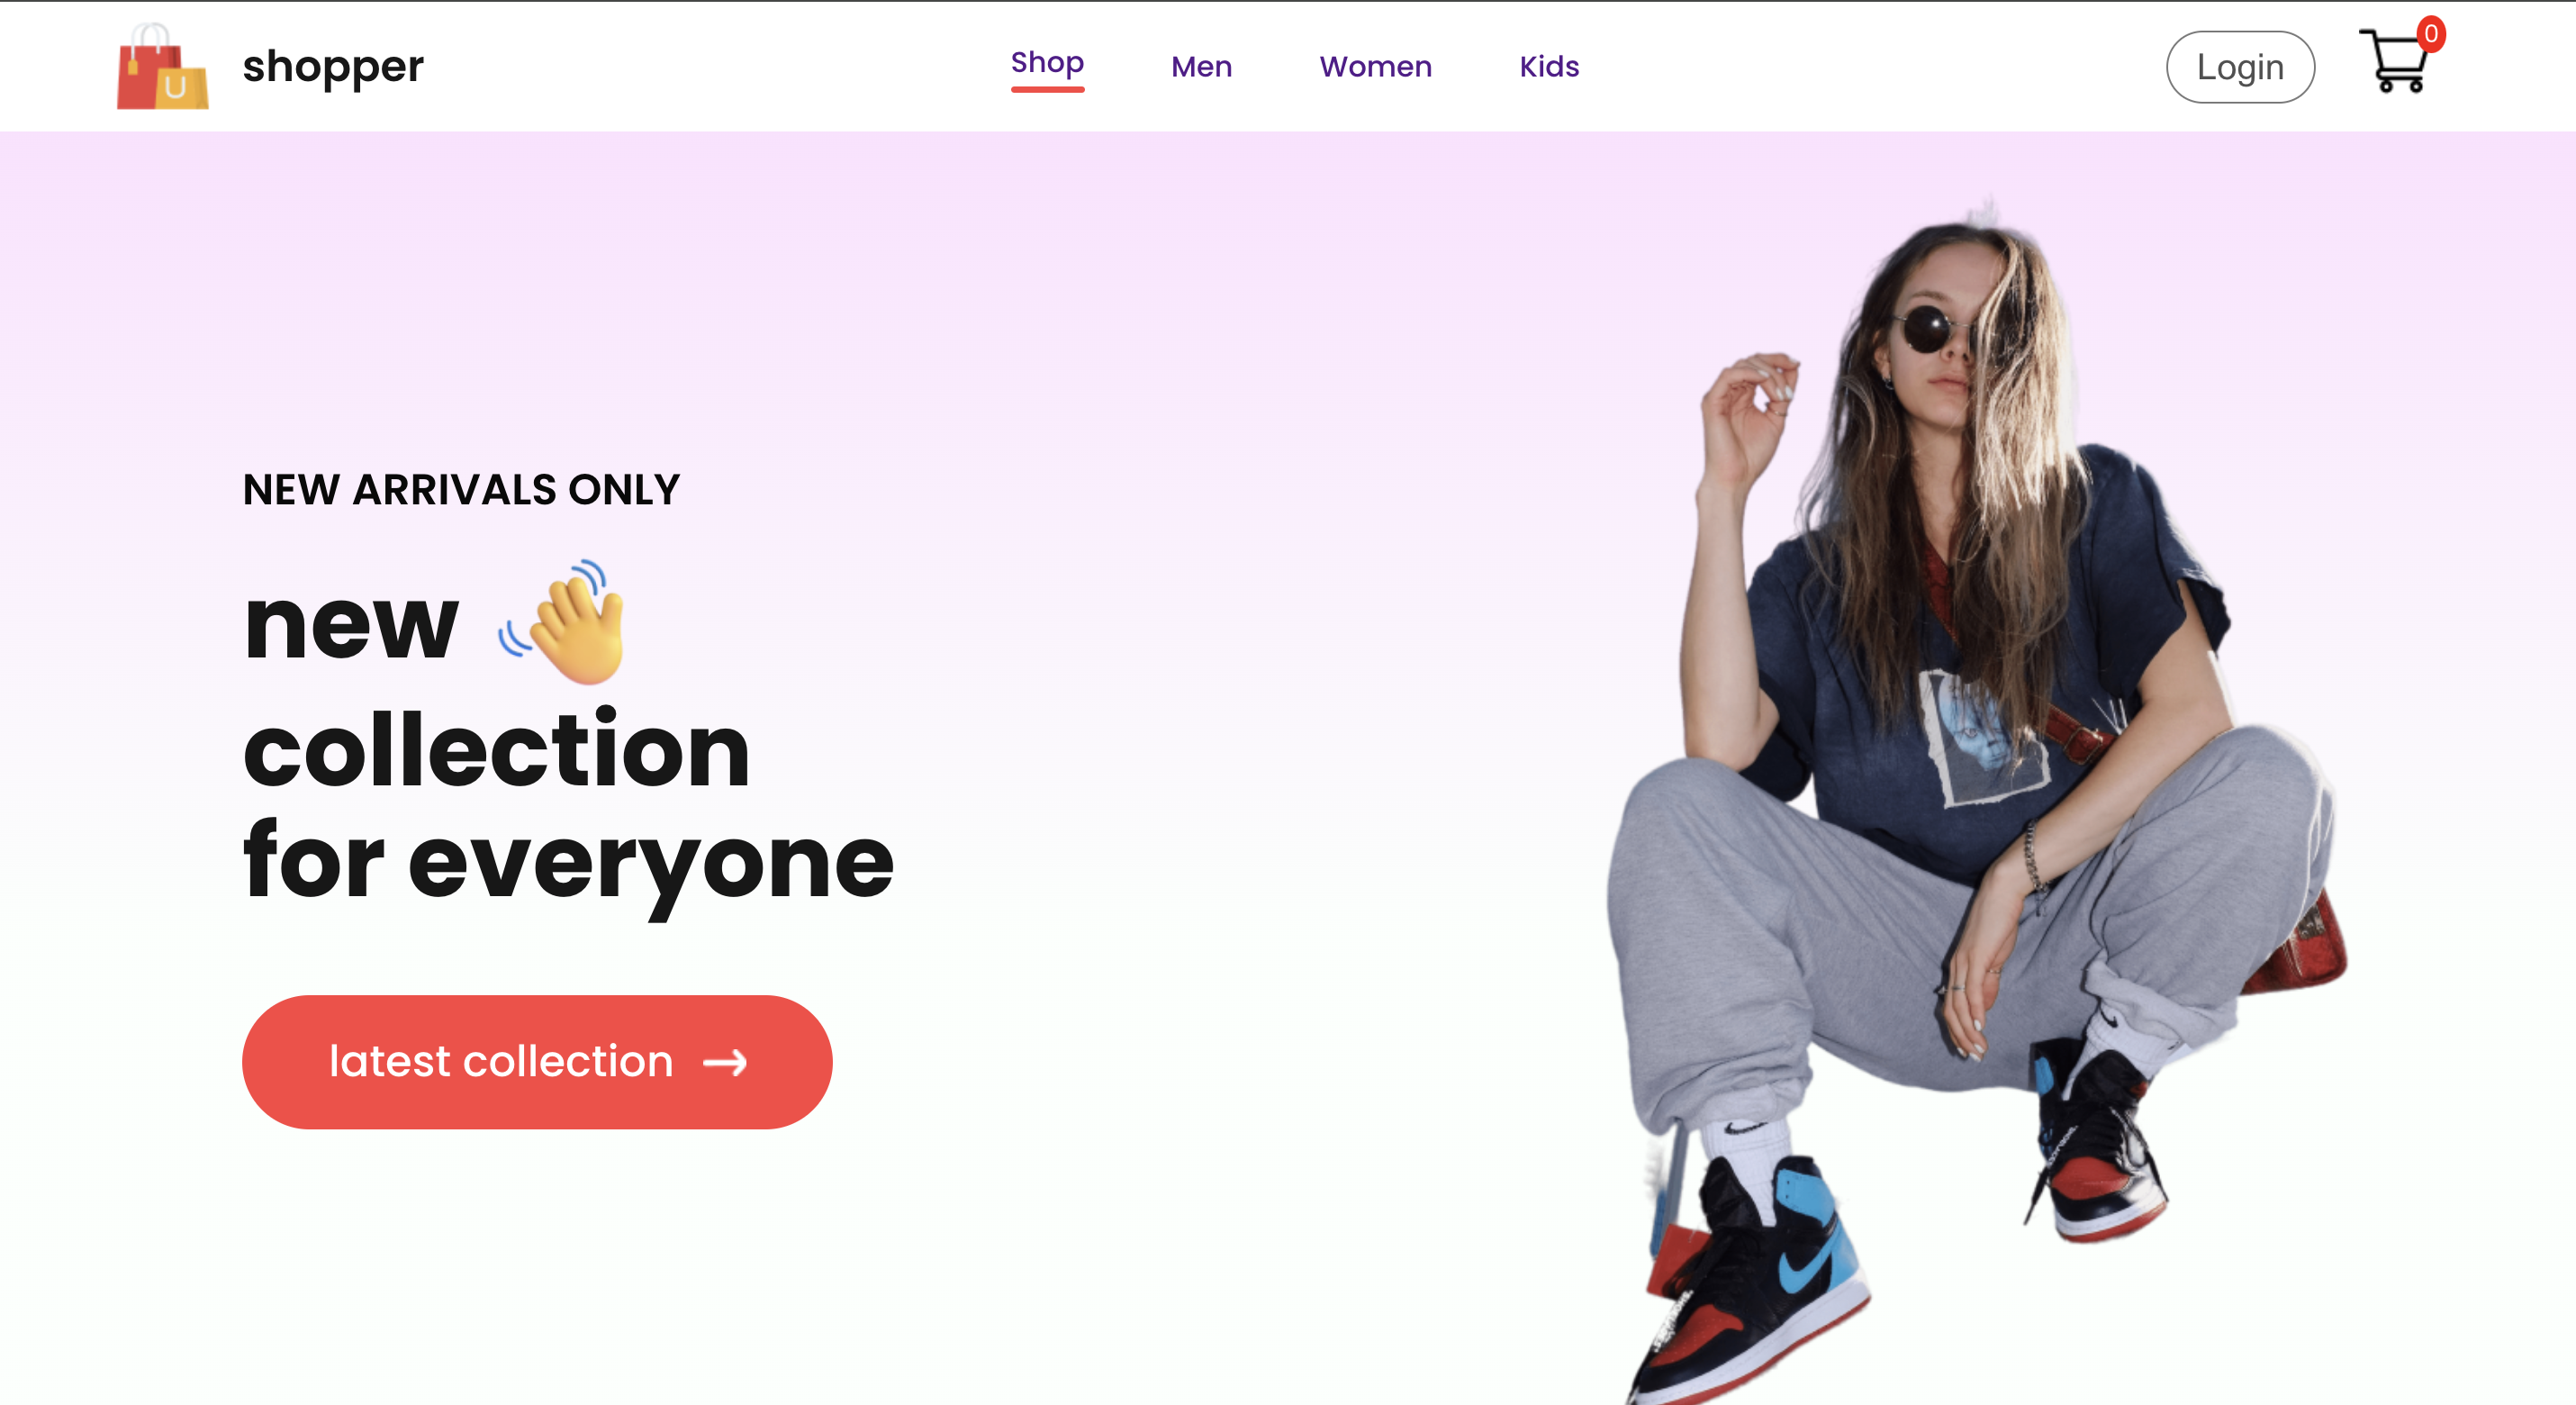 shopper
Shop Men Women Kids
Login
0
NEW ARRIVALS ONLY
new
collection
for everyone
latest collection